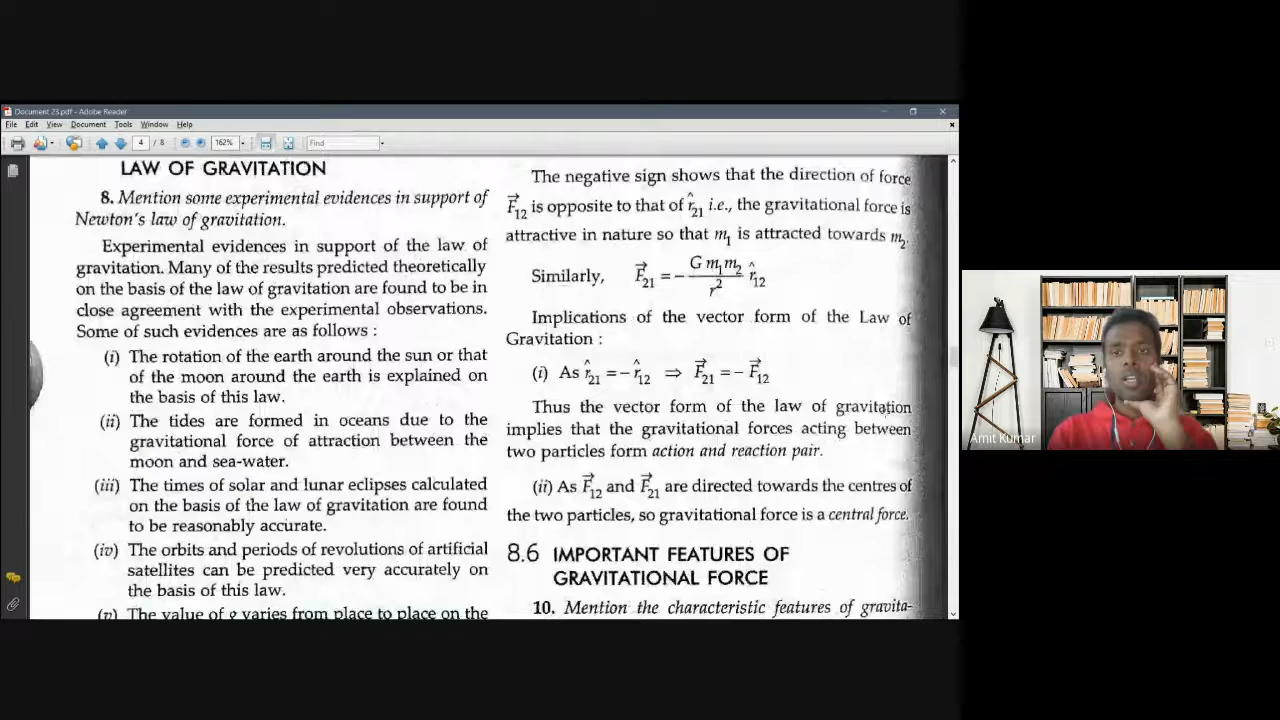 Document 23.pdf - Adobe Reader
File Edit View Document Tools Window Help
4 / 8 162% Find
LAW OF GRAVITATION
8. Mention some experimental evidences in support of
Newton's law of gravitation.
Experimental evidences in support of the law of
gravitation. Many of the results predicted theoretically
on the basis of the law of gravitation are found to be in
close agreement with the experimental observations.
Some of such evidences are as follows :
(i) The rotation of the earth around the sun or that
of the moon around the earth is explained on
the basis of this law.
(ii) The tides are formed in oceans due to the
gravitational force of attraction between the
moon and sea-water.
(iii) The times of solar and lunar eclipses calculated
on the basis of the law of gravitation are found
to be reasonably accurate.
(iv) The orbits and periods of revolutions of artificial
satellites can be predicted very accurately on
the basis of this law.
(v) The value of g varies from place to place on the
The negative sign shows that the direction of force
F⃗₁₂ is opposite to that of r̂₂₁ i.e., the gravitational force is
attractive in nature so that m₁ is attracted towards m₂.
Similarly, F⃗₂₁ = − G m₁m₂ / r² r̂₁₂
Implications of the vector form of the Law of
Gravitation :
(i) As r̂₂₁ = − r̂₁₂ ⇒ F⃗₂₁ = − F⃗₁₂
Thus the vector form of the law of gravitation
implies that the gravitational forces acting between
two particles form action and reaction pair.
(ii) As F⃗₁₂ and F⃗₂₁ are directed towards the centres of
the two particles, so gravitational force is a central force.
8.6 IMPORTANT FEATURES OF
GRAVITATIONAL FORCE
10. Mention the characteristic features of gravita-
Amit Kumar